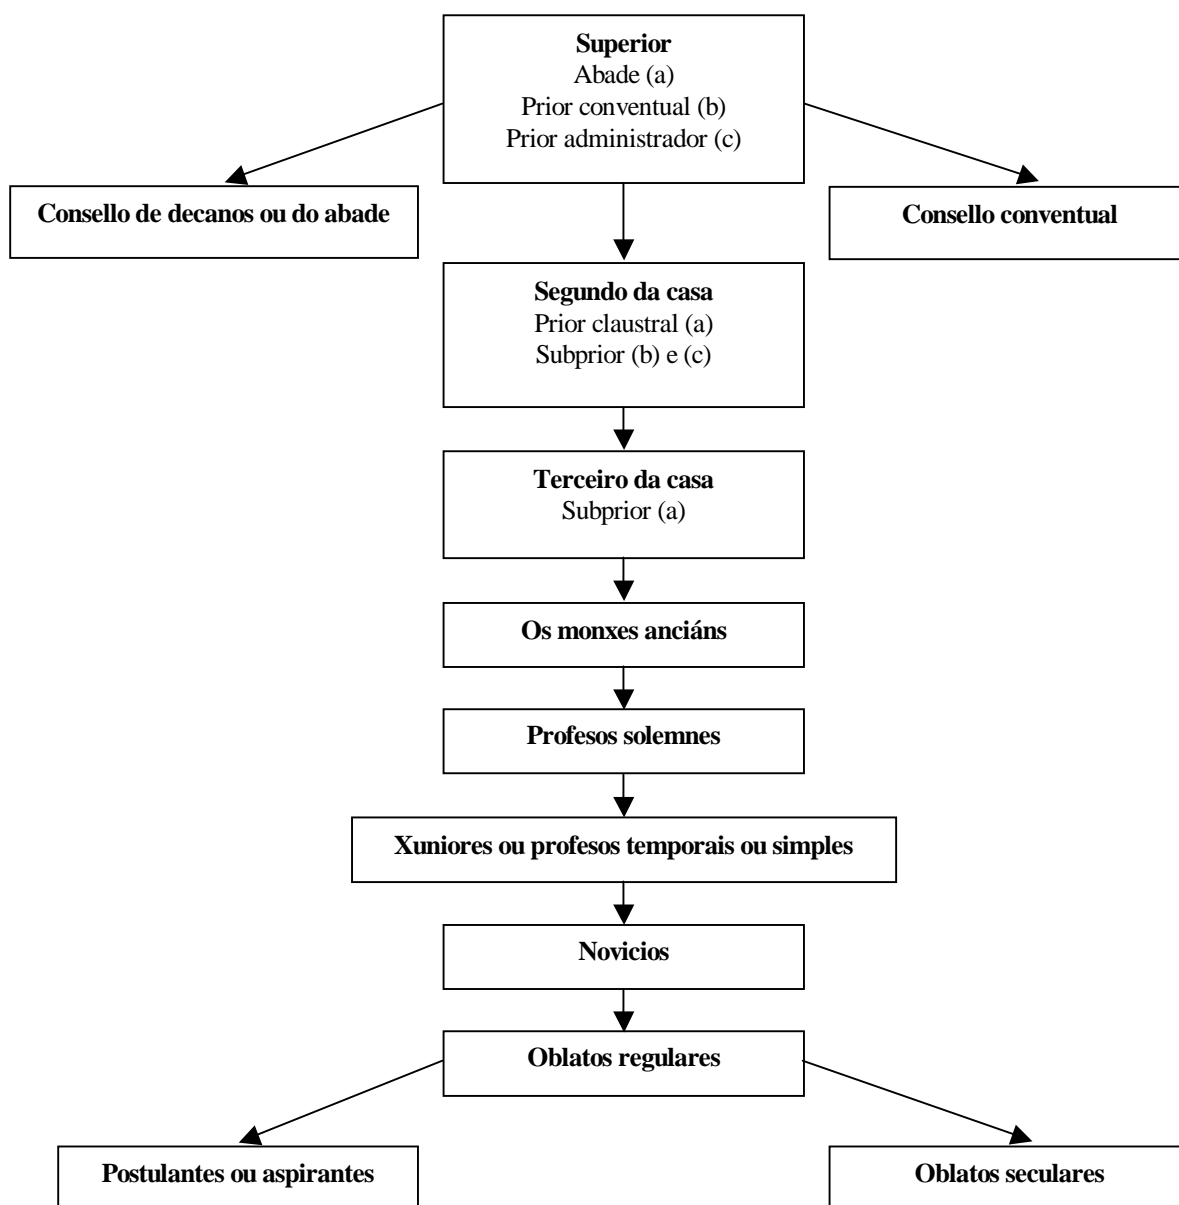 Superior
Abade (a)
Prior conventual (b)
Prior administrador (c)
Consello de decanos ou do abade
Consello conventual
Segundo da casa
Prior claustral (a)
Subprior (b) e (c)
Terceiro da casa
Subprior (a)
Os monxes anciáns
Profesos solemnes
Xuniores ou profesos temporais ou simples
Novicios
Oblatos regulares
Postulantes ou aspirantes
Oblatos seculares